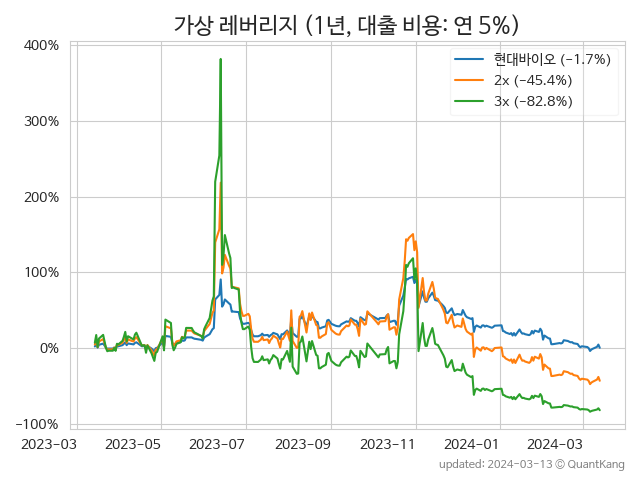 가상 레버리지 (1년, 대출 비용: 연 5%)
400%
300%
200%
100%
0%
−100%
현대바이오 (−1.7%)
2x (−45.4%)
3x (−82.8%)
2023-03
2023-05
2023-07
2023-09
2023-11
2024-01
2024-03
updated: 2024-03-13 © QuantKang